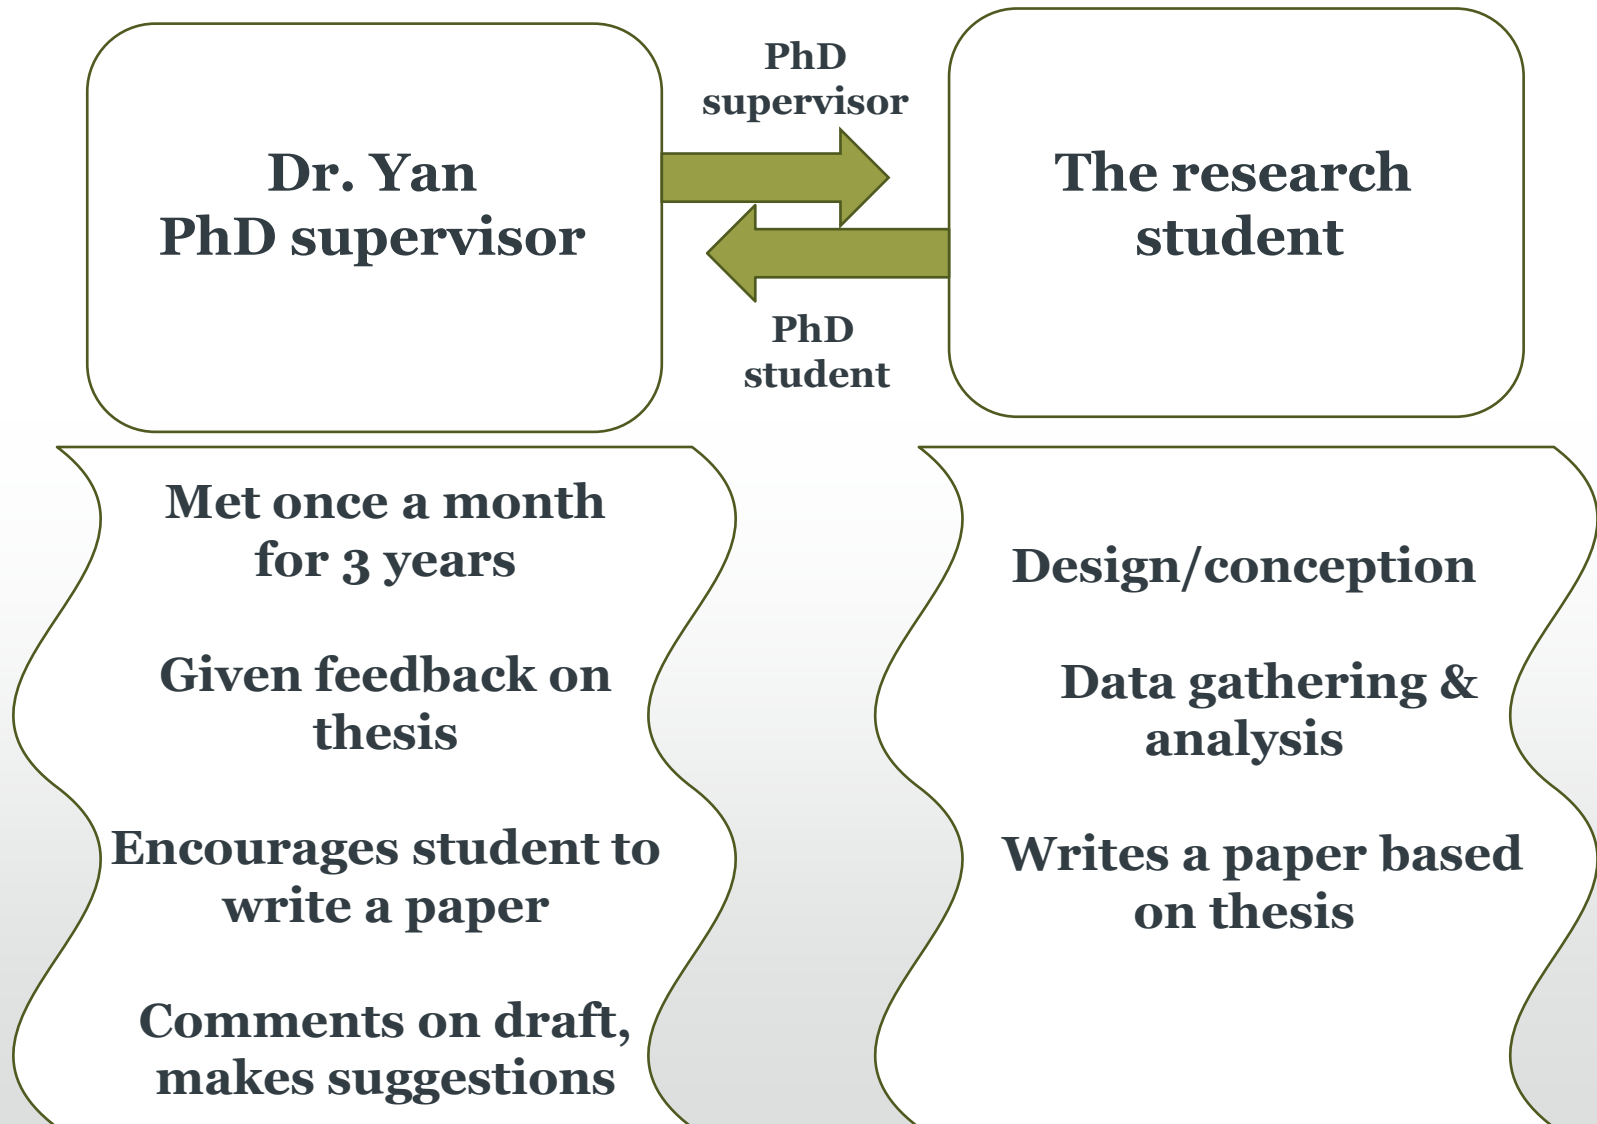 Dr. Yan
PhD supervisor
PhD
supervisor
PhD
student
The research
student
Met once a month
for 3 years
Given feedback on
thesis
Encourages student to
write a paper
Comments on draft,
makes suggestions
Design/conception
Data gathering &
analysis
Writes a paper based
on thesis